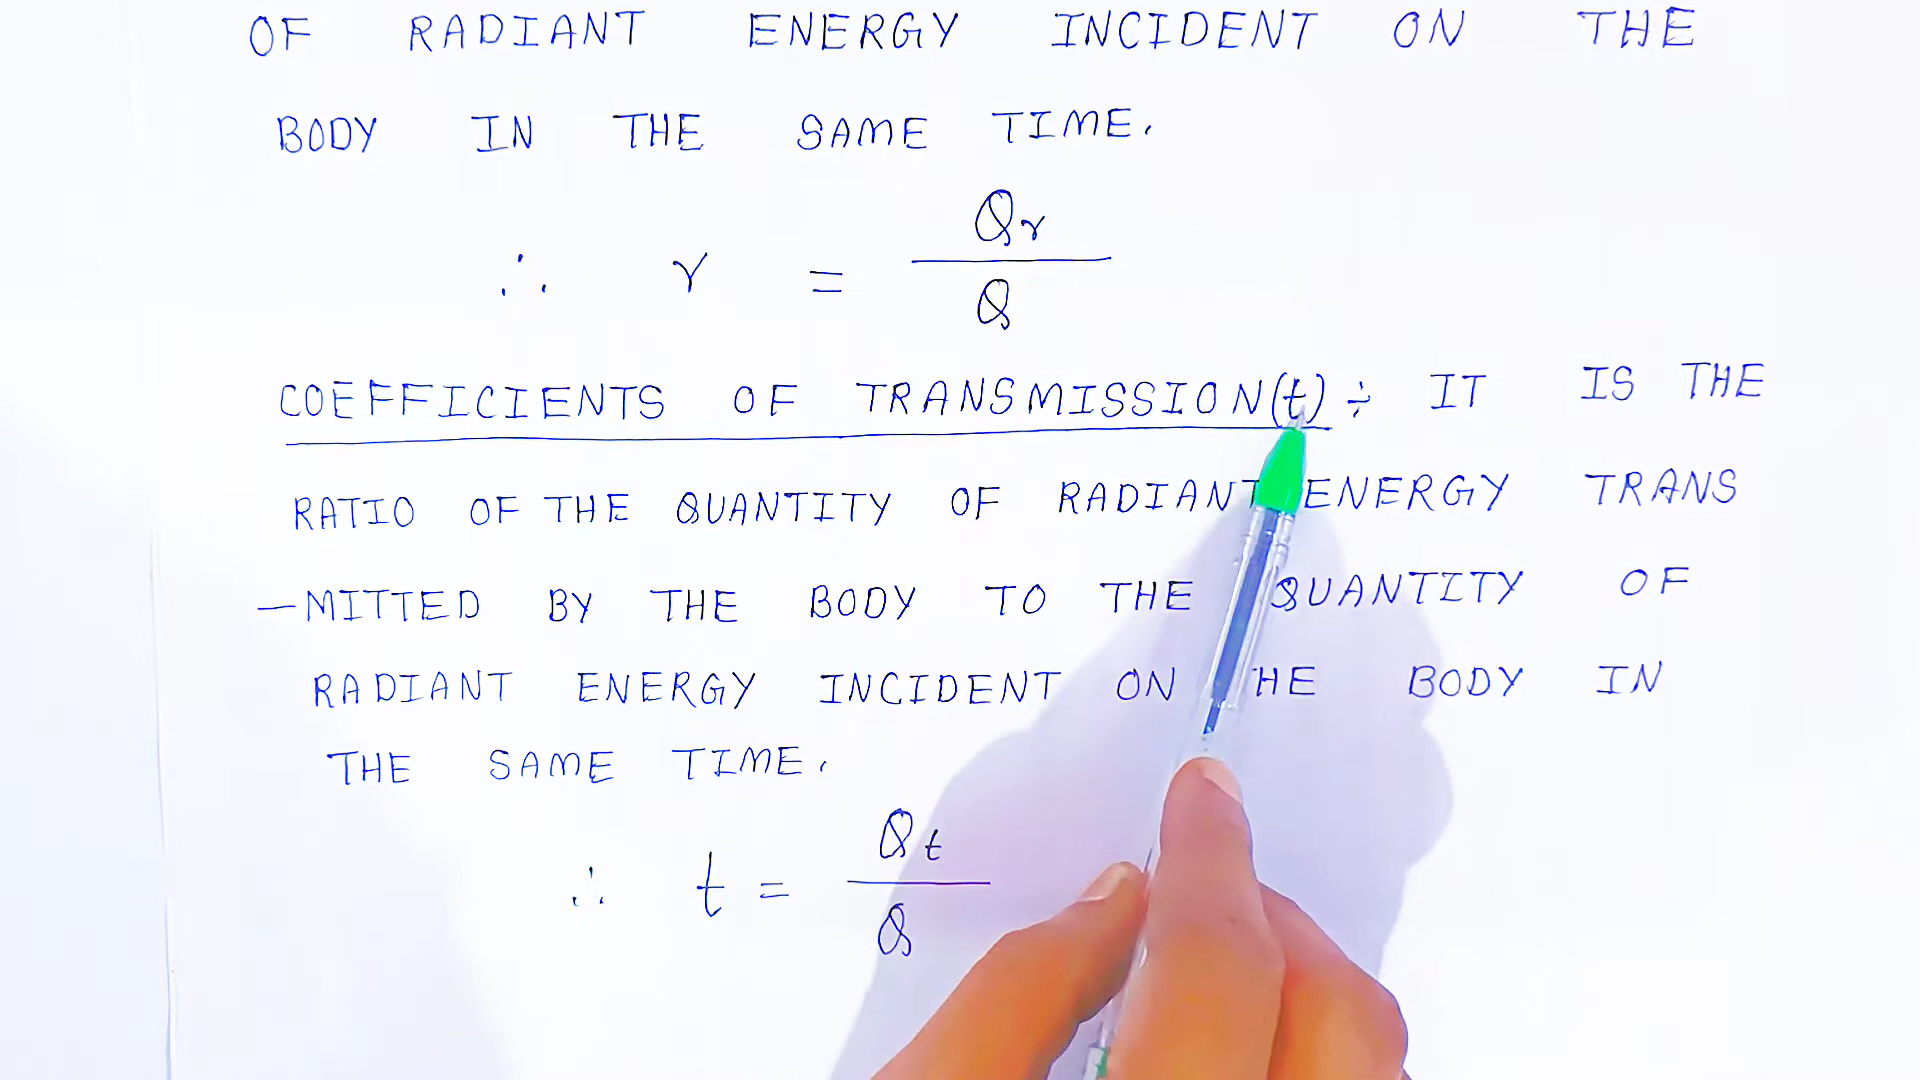 OF RADIANT ENERGY INCIDENT ON THE
BODY IN THE SAME TIME.
∴ r = Qr / Q
COEFFICIENTS OF TRANSMISSION(t) ÷ IT IS THE
RATIO OF THE QUANTITY OF RADIANT ENERGY TRANS
—MITTED BY THE BODY TO THE QUANTITY OF
RADIANT ENERGY INCIDENT ON HE BODY IN
THE SAME TIME.
∴ t = Qt / Q